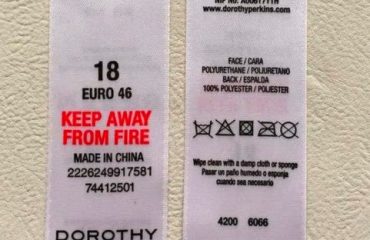 18
EURO 46
KEEP AWAY
FROM FIRE
MADE IN CHINA
2226249917581
74412501
DOROTHY
www.dorothyperkins.com
FACE / CARA
POLYURETHANE / POLIURETANO
BACK / ESPALDA
100% POLYESTER / POLIESTER
Wipe clean with a damp cloth or sponge
Pasar un paño humedo o esponja
cuando sea necesario
4200 6066